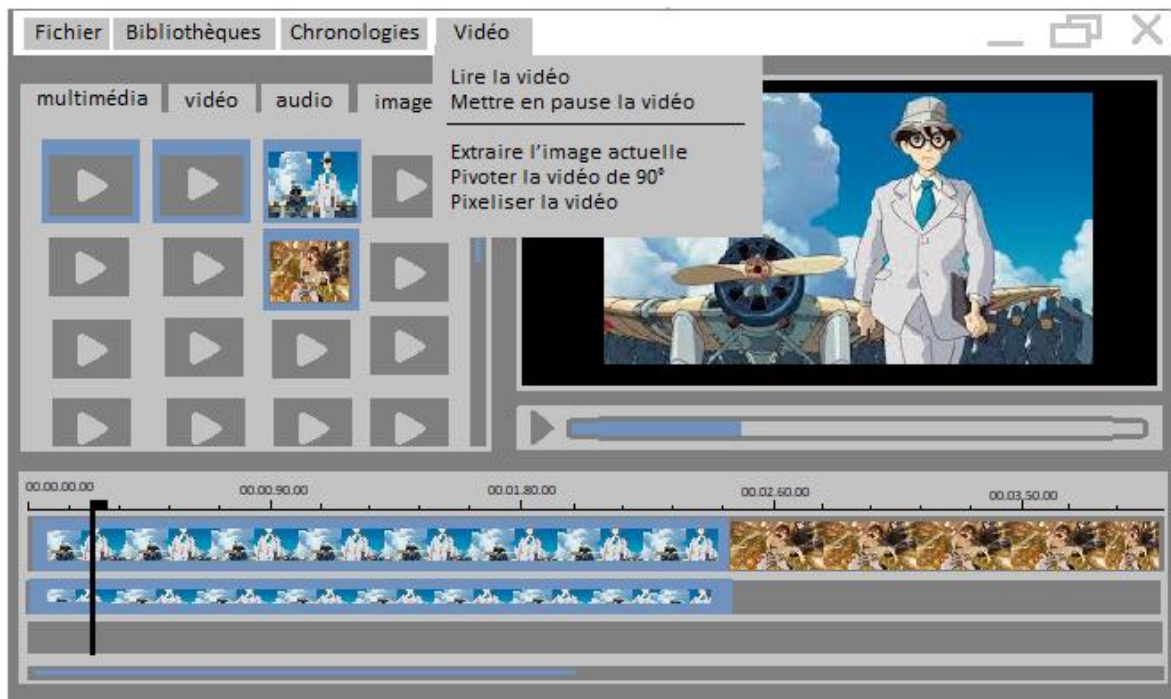 Fichier Bibliothèques Chronologies Vidéo
Lire la vidéo
Mettre en pause la vidéo
Extraire l’image actuelle
Pivoter la vidéo de 90°
Pixeliser la vidéo
multimédia vidéo audio image
00.00.00.00 00.00.90.00 00.01.80.00 00.02.60.00 00.03.50.00